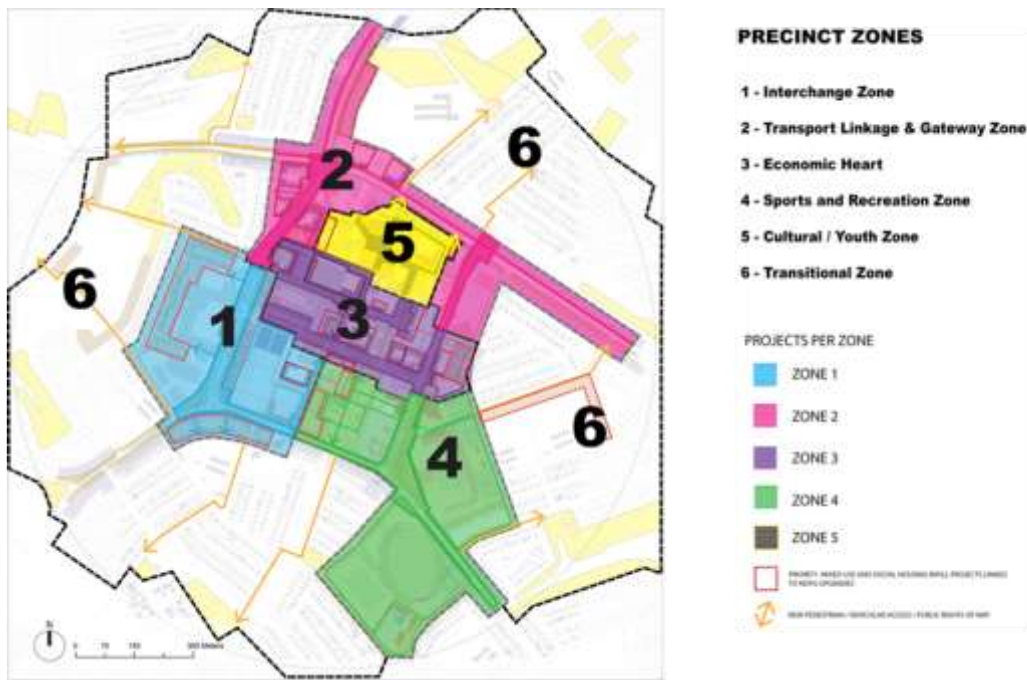 PRECINCT ZONES
1 - Interchange Zone
2 - Transport Linkage & Gateway Zone
3 - Economic Heart
4 - Sports and Recreation Zone
5 - Cultural / Youth Zone
6 - Transitional Zone
PROJECTS PER ZONE
ZONE 1
ZONE 2
ZONE 3
ZONE 4
ZONE 5
2
6
5
6
1
3
6
4
N
300 Meters